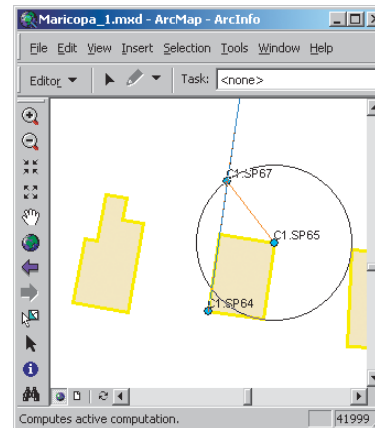 Maricopa_1.mxd - ArcMap - ArcInfo
File Edit View Insert Selection Tools Window Help
Editor Task: <none>
C1.SP67
C1.SP65
C1.SP64
Computes active computation. 41999